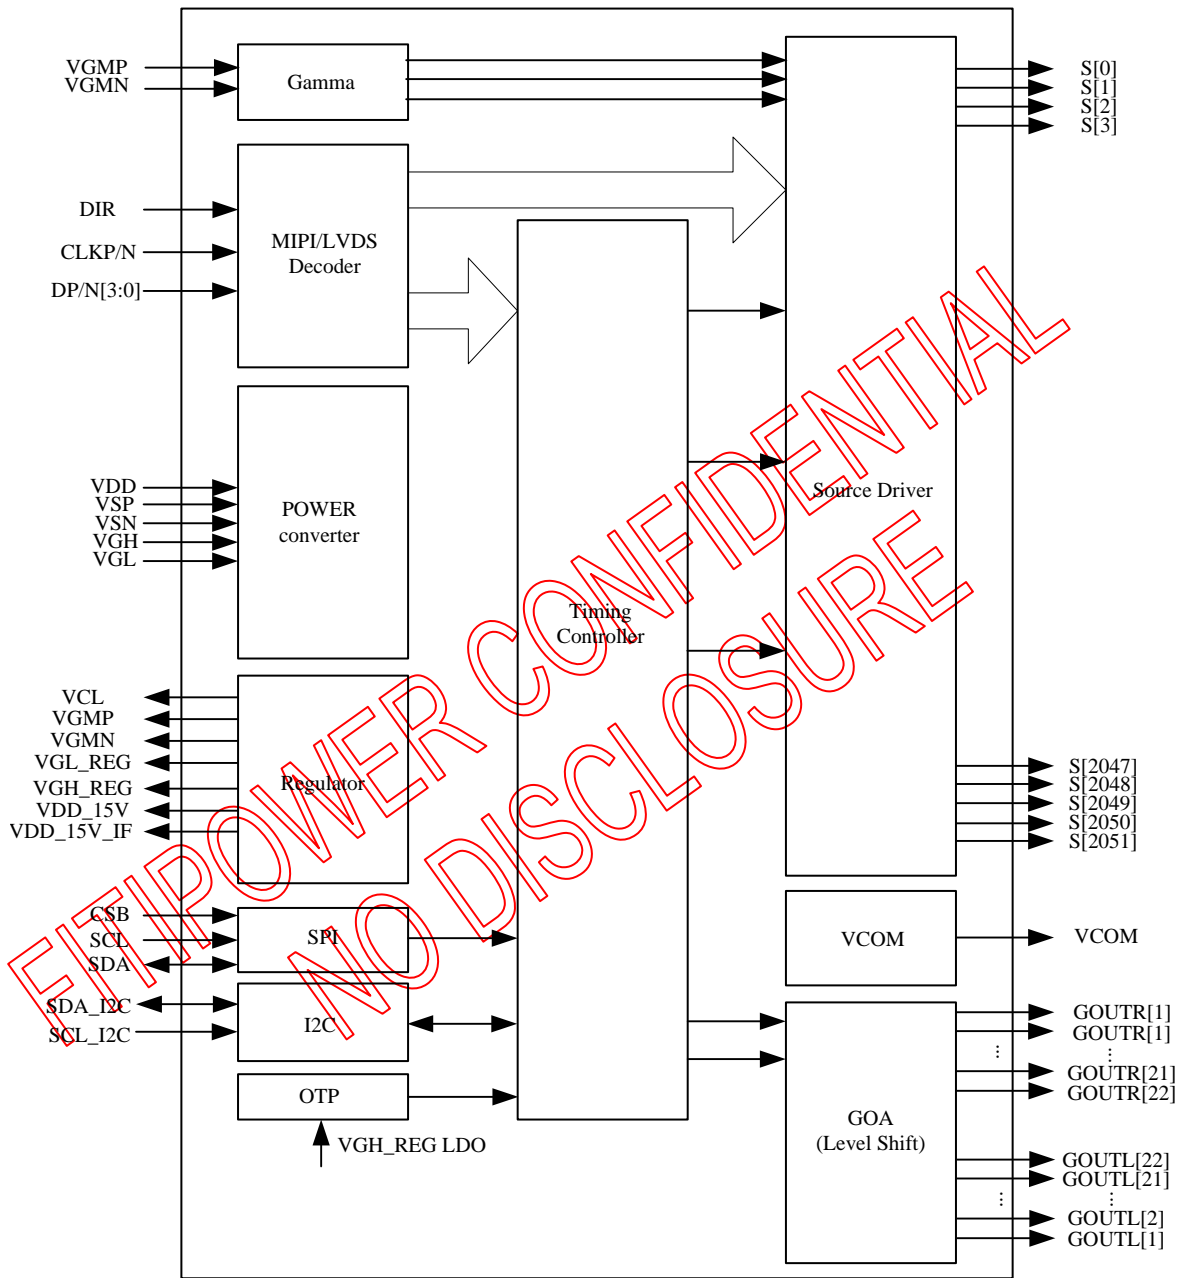 VGMP
VGMN
Gamma
S[0]
S[1]
S[2]
S[3]
DIR
CLKP/N
DP/N[3:0]
MIPI/LVDS
Decoder
VDD
VSP
VSN
VGH
VGL
POWER
converter
Source Driver
Timing
Controller
VCL
VGMP
VGMN
VGL_REG
VGH_REG
VDD_15V
VDD_15V_IF
Regulator
S[2047]
S[2048]
S[2049]
S[2050]
S[2051]
CSB
SCL
SDA
SPI
VCOM
VCOM
SDA_I2C
SCL_I2C
I2C
OTP
VGH_REG LDO
GOA
(Level Shift)
GOUTR[1]
GOUTR[1]
...
...
GOUTR[21]
GOUTR[22]
GOUTL[22]
GOUTL[21]
...
...
GOUTL[2]
GOUTL[1]
FITIPOWER CONFIDENTIAL
NO DISCLOSURE